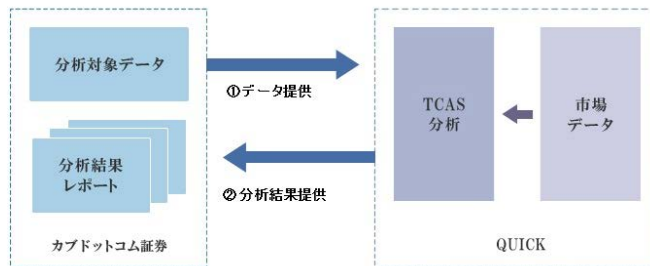 分析対象データ
①データ提供
TCAS
分析
市場
データ
分析結果
レポート
②分析結果提供
カブドットコム証券
QUICK